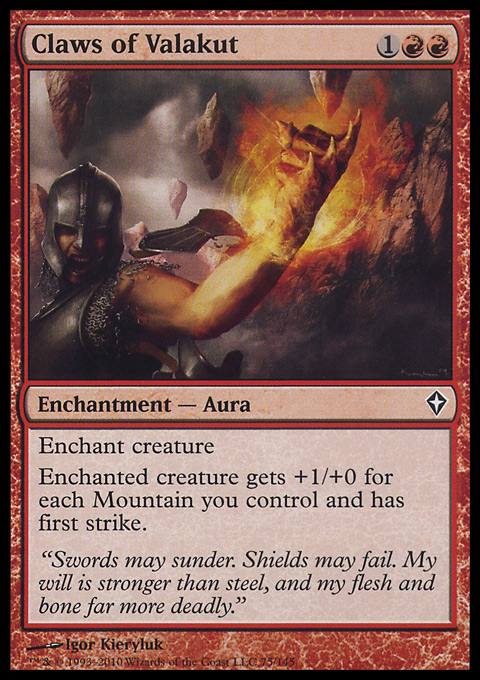 Claws of Valakut 1
Enchantment — Aura
Enchant creature
Enchanted creature gets +1/+0 for
each Mountain you control and has
first strike.
“Swords may sunder. Shields may fail. My
will is stronger than steel, and my flesh and
bone far more deadly.”
Igor Kieryluk
™ & © 1993–2010 Wizards of the Coast LLC 75/145